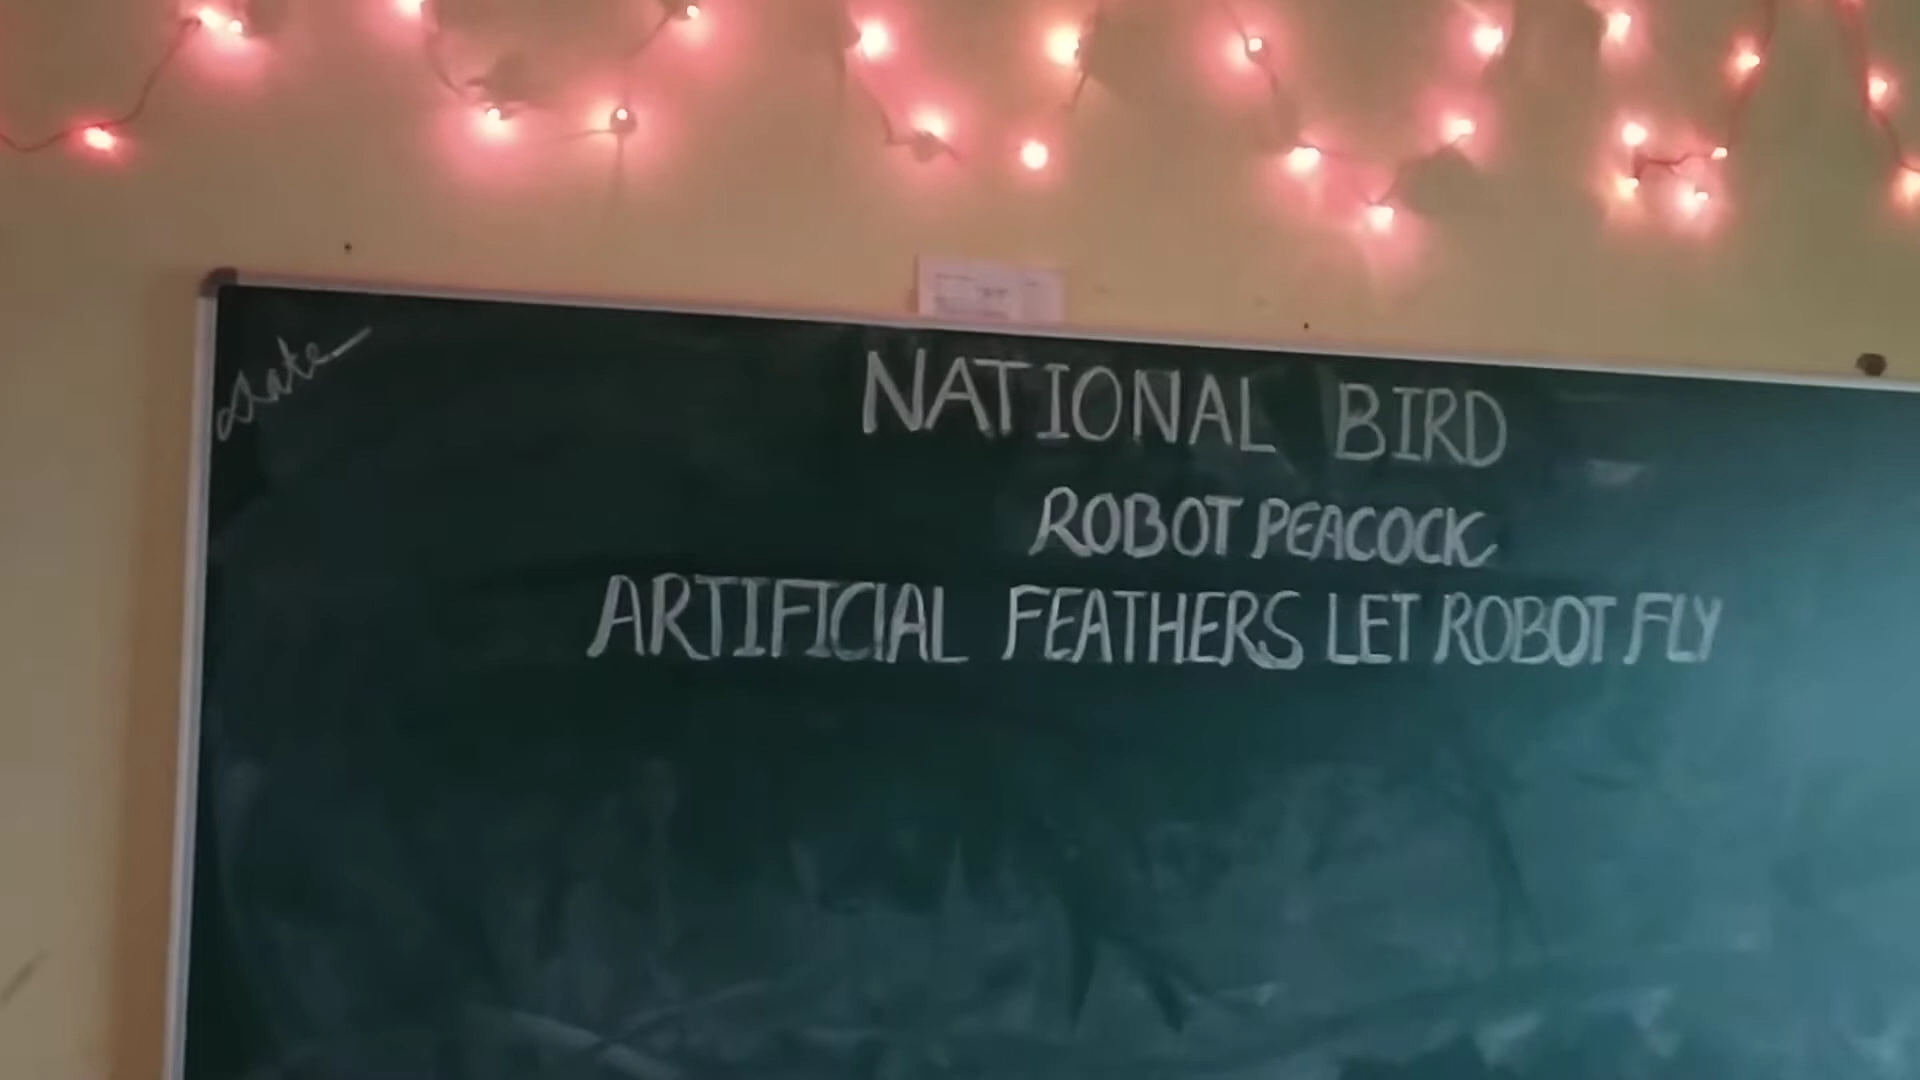 Date
NATIONAL BIRD
ROBOT PEACOCK
ARTIFICIAL FEATHERS LET ROBOT FLY